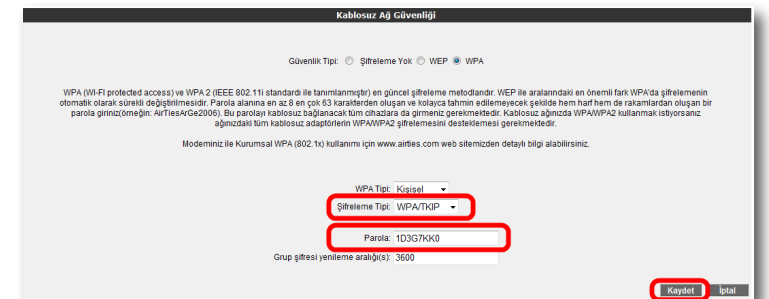 Kablosuz Ağ Güvenliği
Güvenlik Tipi: Şifreleme Yok WEP WPA
WPA (WI-FI protected access) ve WPA 2 (IEEE 802.11i standardı ile tanımlanmıştır) en güncel şifreleme metodlarıdır. WEP ile aralarındaki en önemli fark WPA'da şifrelemenin
otomatik olarak sürekli değiştirilmesidir. Parola alanına en az 8 en çok 63 karakterden oluşan ve kolayca tahmin edilemeyecek şekilde hem harf hem de rakamlardan oluşan bir
parola giriniz(örneğin: AirTiesArGe2006). Bu parolayı kablosuz bağlanacak tüm cihazlara da girmeniz gerekmektedir. Kablosuz ağınızda WPA/WPA2 kullanmak istiyorsanız
ağınızdaki tüm kablosuz adaptörlerin WPA/WPA2 şifrelemesini desteklemesi gerekmektedir.
Modeminiz ile Kurumsal WPA (802.1x) kullanımı için www.airties.com web sitemizden detaylı bilgi alabilirsiniz.
WPA Tipi: Kişisel
Şifreleme Tipi: WPA/TKIP
Parola: 1D3G7KK0
Grup şifresi yenileme aralığı(s): 3600
Kaydet İptal